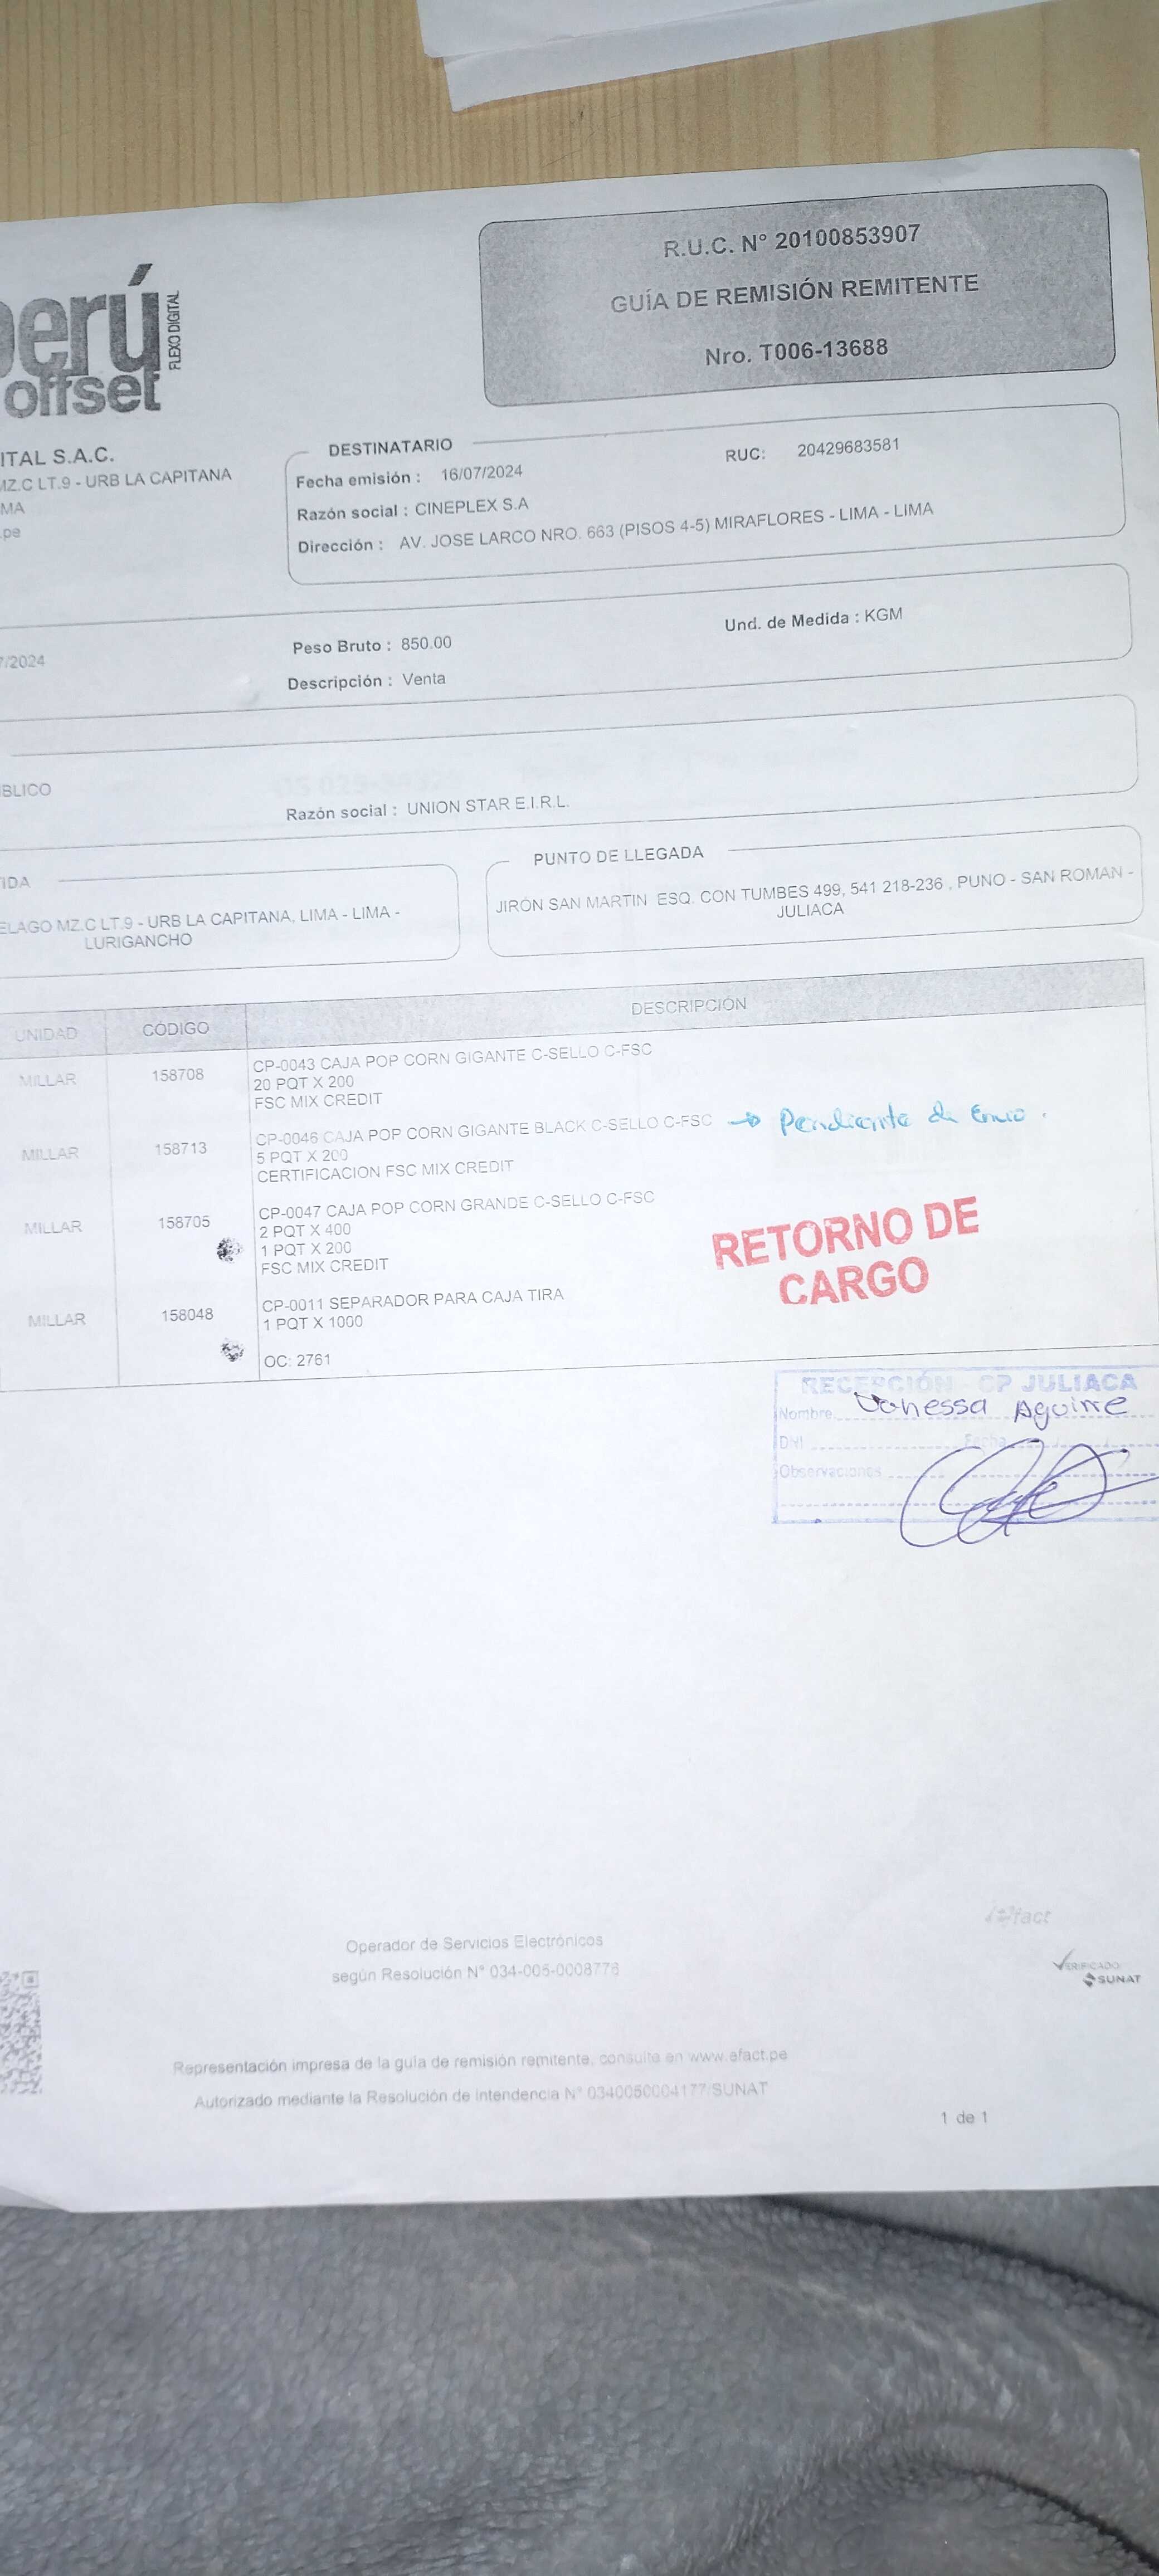 R.U.C. N° 20100853907
GUÍA DE REMISIÓN REMITENTE
Nro. T006-13688
perú
offset
FLEXO DIGITAL
ITAL S.A.C.
MZ.C LT.9 - URB LA CAPITANA
MA
.pe
DESTINATARIO
RUC: 20429683581
Fecha emisión : 16/07/2024
Razón social : CINEPLEX S.A
Dirección : AV. JOSE LARCO NRO. 663 (PISOS 4-5) MIRAFLORES - LIMA - LIMA
7/2024
Peso Bruto : 850.00
Und. de Medida : KGM
Descripción : Venta
BLICO
Razón social : UNION STAR E.I.R.L.
IDA
ELAGO MZ.C LT.9 - URB LA CAPITANA, LIMA - LIMA -
LURIGANCHO
PUNTO DE LLEGADA
JIRÓN SAN MARTIN ESQ. CON TUMBES 499, 541 218-236 , PUNO - SAN ROMAN -
JULIACA
UNIDAD CÓDIGO DESCRIPCIÓN
MILLAR 158708 CP-0043 CAJA POP CORN GIGANTE C-SELLO C-FSC
20 PQT X 200
FSC MIX CREDIT
MILLAR 158713 CP-0046 CAJA POP CORN GIGANTE BLACK C-SELLO C-FSC → Pendiente de Envio .
5 PQT X 200
CERTIFICACION FSC MIX CREDIT
MILLAR 158705 CP-0047 CAJA POP CORN GRANDE C-SELLO C-FSC
2 PQT X 400
1 PQT X 200
FSC MIX CREDIT
RETORNO DE
CARGO
MILLAR 158048 CP-0011 SEPARADOR PARA CAJA TIRA
1 PQT X 1000
OC: 2761
RECEPCIÓN - CP JULIACA
Nombre Vanessa Aguirre
DNI Fecha
Observaciones
efact
Operador de Servicios Electrónicos
según Resolución N° 034-005-0008776
VERIFICADO
SUNAT
Representación impresa de la guía de remisión remitente, consulte en www.efact.pe
Autorizado mediante la Resolución de Intendencia N° 0340050004177/SUNAT
1 de 1